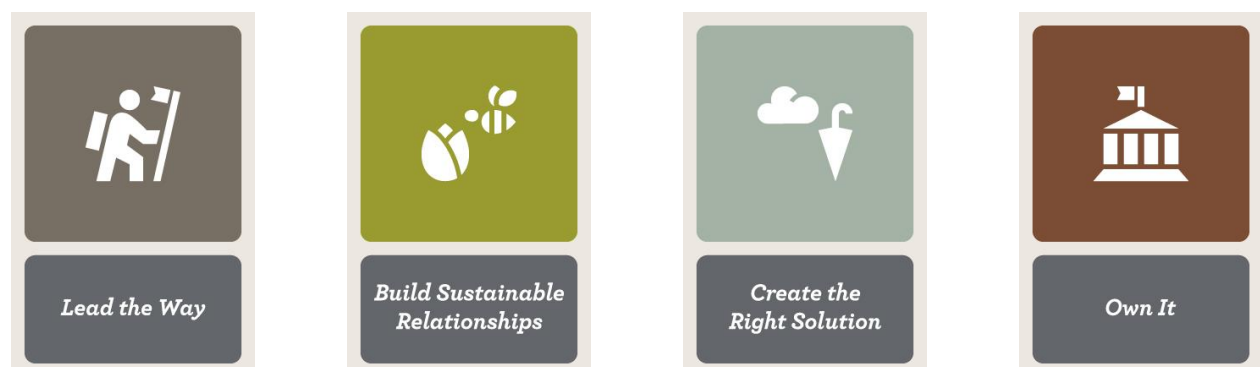 Lead the Way
Build Sustainable
Relationships
Create the
Right Solution
Own It